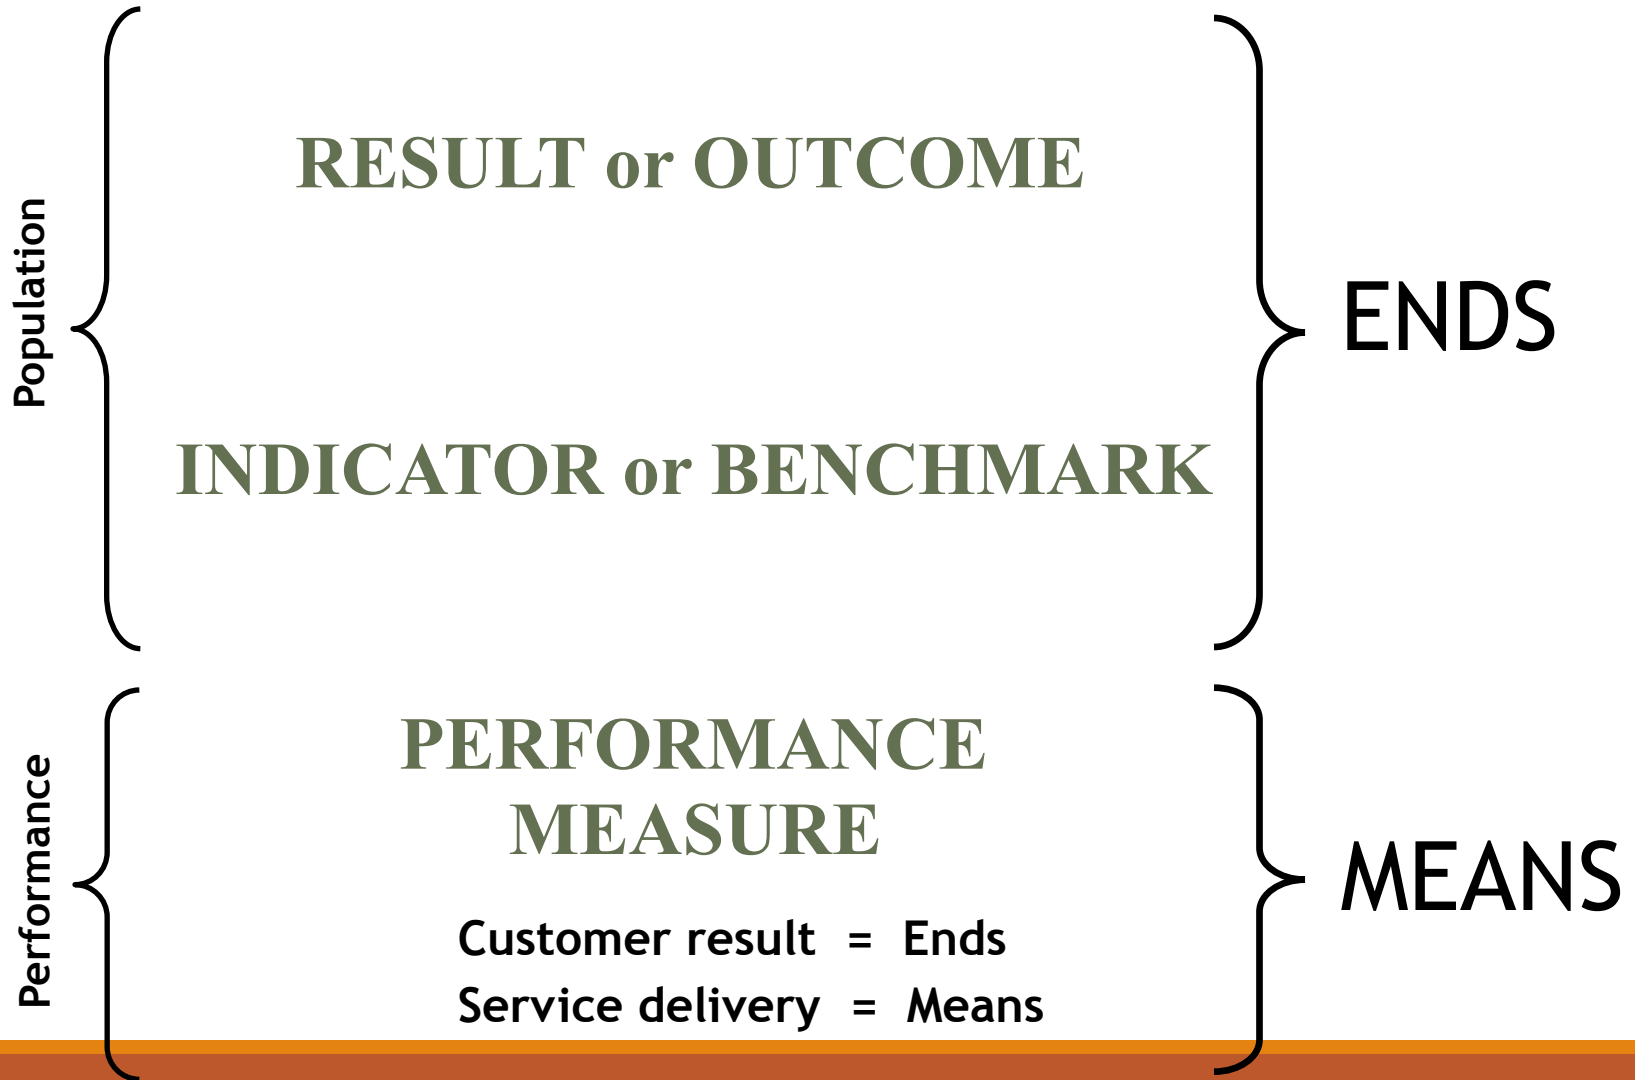 Population
RESULT or OUTCOME
INDICATOR or BENCHMARK
ENDS
Performance
PERFORMANCE
MEASURE
Customer result = Ends
Service delivery = Means
MEANS